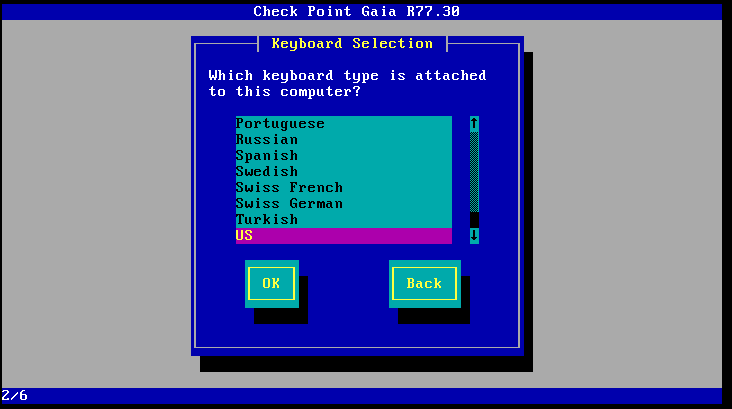 Check Point Gaia R77.30
Keyboard Selection
Which keyboard type is attached
to this computer?
Portuguese
Russian
Spanish
Swedish
Swiss French
Swiss German
Turkish
US
OK
Back
2/6